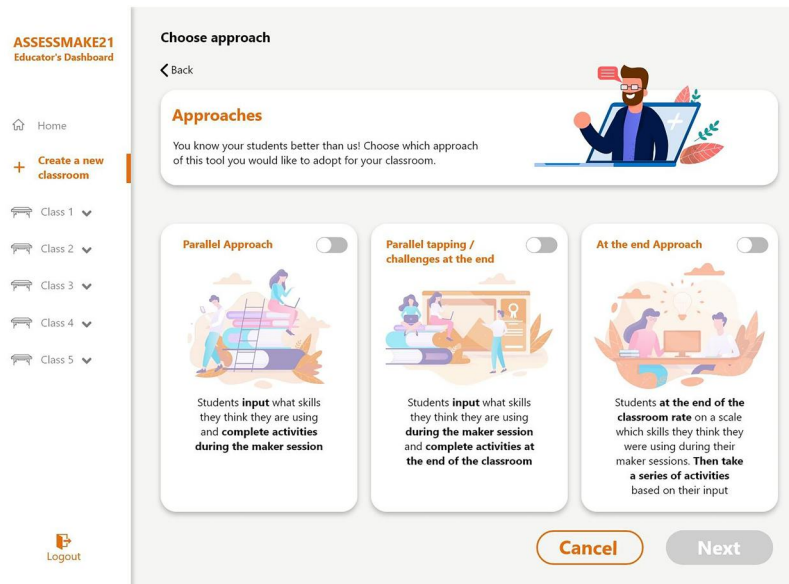 ASSESSMAKE21
Educator's Dashboard
Home
Create a new
classroom
Class 1
Class 2
Class 3
Class 4
Class 5
Logout
Choose approach
Back
Approaches
You know your students better than us! Choose which approach
of this tool you would like to adopt for your classroom.
Parallel Approach
Students input what skills
they think they are using
and complete activities
during the maker session
Parallel tapping /
challenges at the end
Students input what skills
they think they are using
during the maker session
and complete activities at
the end of the classroom
At the end Approach
Students at the end of the
classroom rate on a scale
which skills they think they
were using during their
maker sessions. Then take
a series of activities
based on their input
Cancel
Next